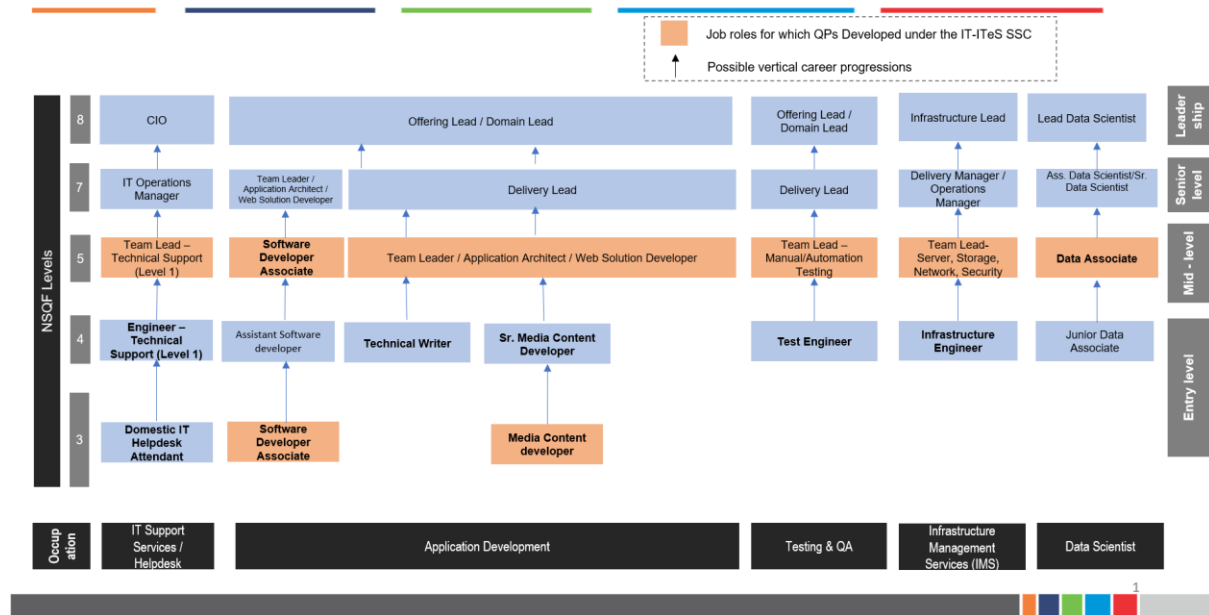 Job roles for which QPs Developed under the IT-ITeS SSC
Possible vertical career progressions
NSQF Levels
8
CIO
Offering Lead / Domain Lead
Offering Lead /
Domain Lead
Infrastructure Lead
Lead Data Scientist
Leader
ship
7
IT Operations
Manager
Team Leader /
Application Architect /
Web Solution Developer
Delivery Lead
Delivery Lead
Delivery Manager /
Operations
Manager
Ass. Data Scientist/Sr.
Data Scientist
Senior
level
5
Team Lead –
Technical Support
(Level 1)
Software
Developer
Associate
Team Leader / Application Architect / Web Solution Developer
Team Lead –
Manual/Automation
Testing
Team Lead-
Server, Storage,
Network, Security
Data Associate
Mid - level
4
Engineer –
Technical
Support (Level 1)
Assistant Software
developer
Technical Writer
Sr. Media Content
Developer
Test Engineer
Infrastructure
Engineer
Junior Data
Associate
Entry level
3
Domestic IT
Helpdesk
Attendant
Software
Developer
Associate
Media Content
developer
Occup
ation
IT Support
Services /
Helpdesk
Application Development
Testing & QA
Infrastructure
Management
Services (IMS)
Data Scientist
1